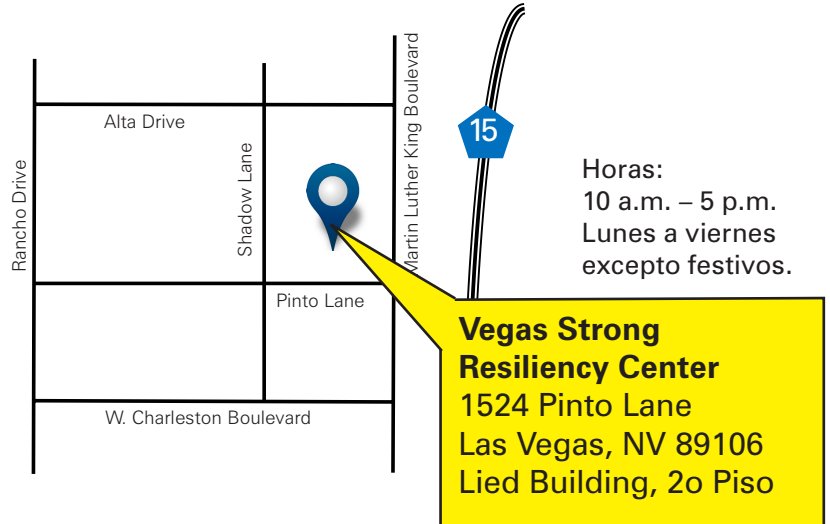 Alta Drive
Rancho Drive
Shadow Lane
Martin Luther King Boulevard
15
Horas:
10 a.m. – 5 p.m.
Lunes a viernes
excepto festivos.
Pinto Lane
W. Charleston Boulevard
Vegas Strong
Resiliency Center
1524 Pinto Lane
Las Vegas, NV 89106
Lied Building, 2o Piso